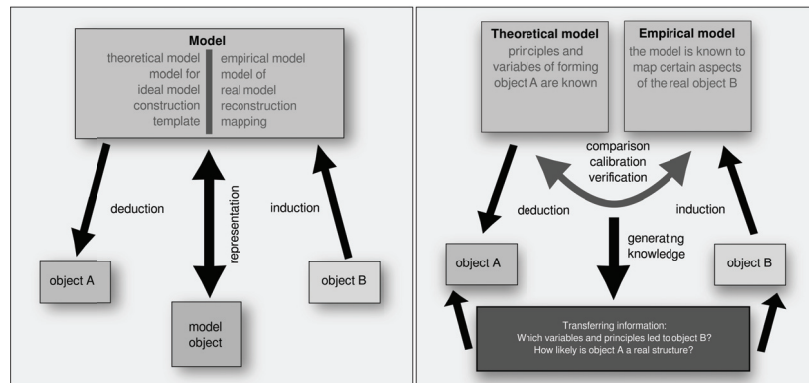 Model
theoretical model
model for
ideal model
construction
template
empirical model
model of
real model
reconstruction
mapping
deduction
representation
induction
object A
object B
model
object
Theoretical model
principles and
variabes of forming
object A are known
Empirical model
the model is known to
map certain aspects
of the real object B
comparison
calibration
verification
deduction
induction
generating
knowledge
object A
object B
Transferring information:
Which variables and principles led to object B?
How likely is object A a real structure?